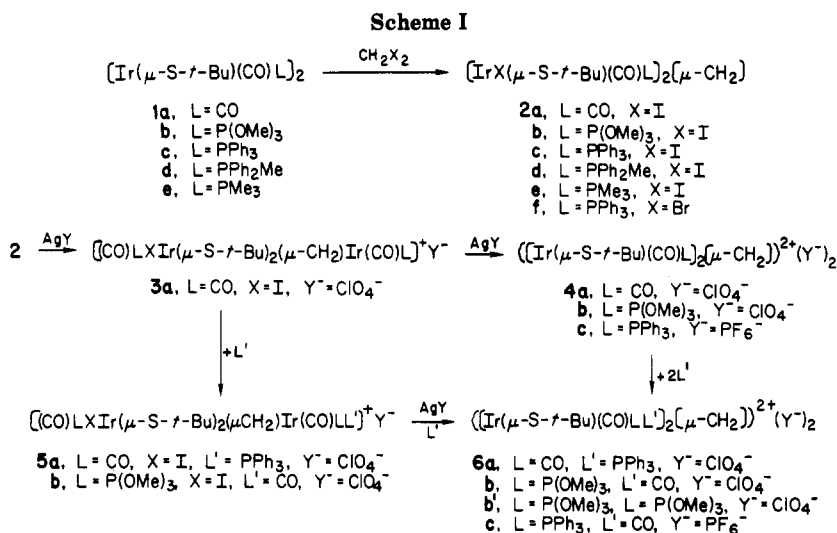 Scheme I
[Ir(μ-S-t-Bu)(CO)L]2 CH2X2 [IrX(μ-S-t-Bu)(CO)L]2[μ-CH2]
1a, L=CO 2a, L=CO, X=I
b, L=P(OMe)3 b, L=P(OMe)3, X=I
c, L=PPh3 c, L=PPh3, X=I
d, L=PPh2Me d, L=PPh2Me, X=I
e, L=PMe3 e, L=PMe3, X=I
f, L=PPh3, X=Br
2 AgY [(CO)LXIr(μ-S-t-Bu)2(μ-CH2)Ir(CO)L]+Y- AgY ([Ir(μ-S-t-Bu)(CO)L]2[μ-CH2])2+(Y-)2
3a, L=CO, X=I, Y-=ClO4- 4a, L=CO, Y-=ClO4-
b, L=P(OMe)3, Y-=ClO4-
c, L=PPh3, Y-=PF6-
+L' +2L'
[(CO)LXIr(μ-S-t-Bu)2(μCH2)Ir(CO)LL']+Y- AgY L' ([Ir(μ-S-t-Bu)(CO)LL']2[μ-CH2])2+(Y-)2
5a, L=CO, X=I, L'=PPh3, Y-=ClO4- 6a, L=CO, L'=PPh3, Y-=ClO4-
b, L=P(OMe)3, X=I, L'=CO, Y-=ClO4- b, L=P(OMe)3, L'=CO, Y-=ClO4-
b', L=P(OMe)3, L=P(OMe)3, Y-=ClO4-
c, L=PPh3, L'=CO, Y-=PF6-